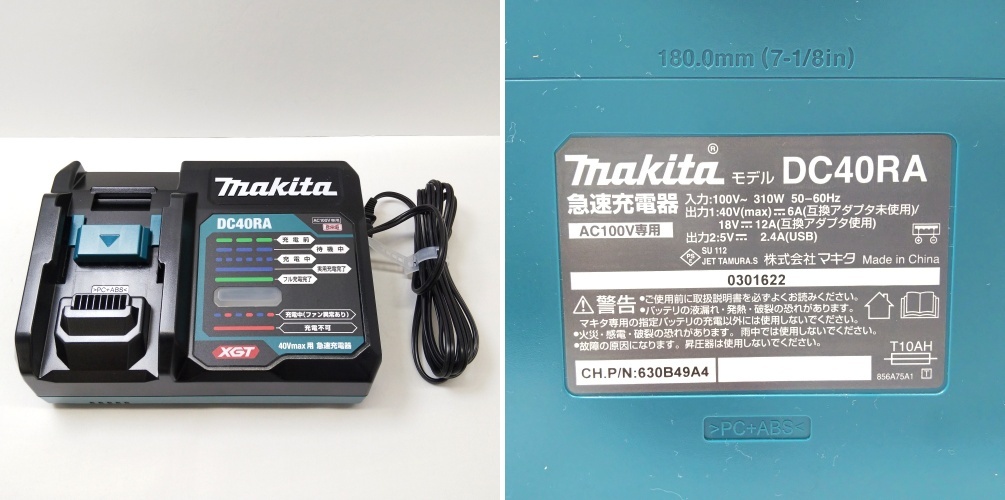 makita
DC40RA
AC100V専用
充電前
待機中
充電中
実用充電完了
フル充電完了
充電中(ファン異常あり)
充電不可
XGT
40Vmax用 急速充電器
>PC+ABS<
180.0mm (7-1/8in)
makita® モデル DC40RA
急速充電器
AC100V専用
入力:100V~ 310W 50-60Hz
出力1:40V(max)⎓6A(互換アダプタ未使用)/
18V⎓12A(互換アダプタ使用)
出力2:5V⎓ 2.4A(USB)
PS E
SU 112
JET TAMURA.S 株式会社マキタ Made in China
0301622
警告
•ご使用前に取扱説明書を必ずよくお読みください。
•バッテリの液漏れ・発熱・破裂の恐れがあります。
マキタ専用の指定バッテリの充電以外には使用しないでください。
•火災・感電・破裂の恐れあり。雨中では使用しないでください。
•故障の原因になります。昇圧器は使用しないでください。
T10AH
CH.P/N:630B49A4
856A75A1 T
>PC+ABS<